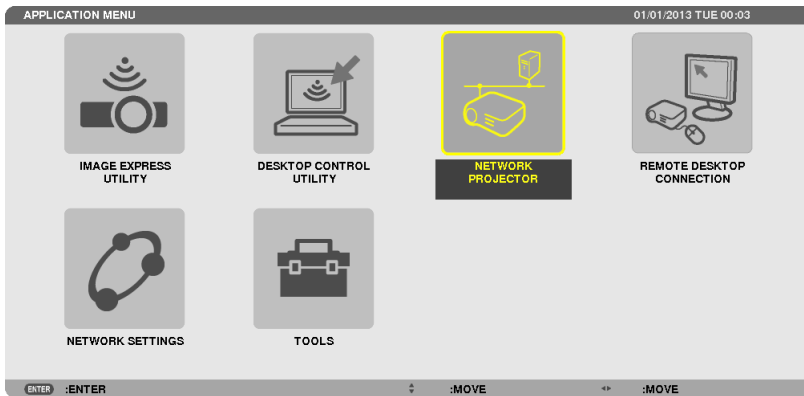 APPLICATION MENU 01/01/2013 TUE 00:03
IMAGE EXPRESS
UTILITY
DESKTOP CONTROL
UTILITY
NETWORK
PROJECTOR
REMOTE DESKTOP
CONNECTION
NETWORK SETTINGS
TOOLS
ENTER :ENTER :MOVE :MOVE